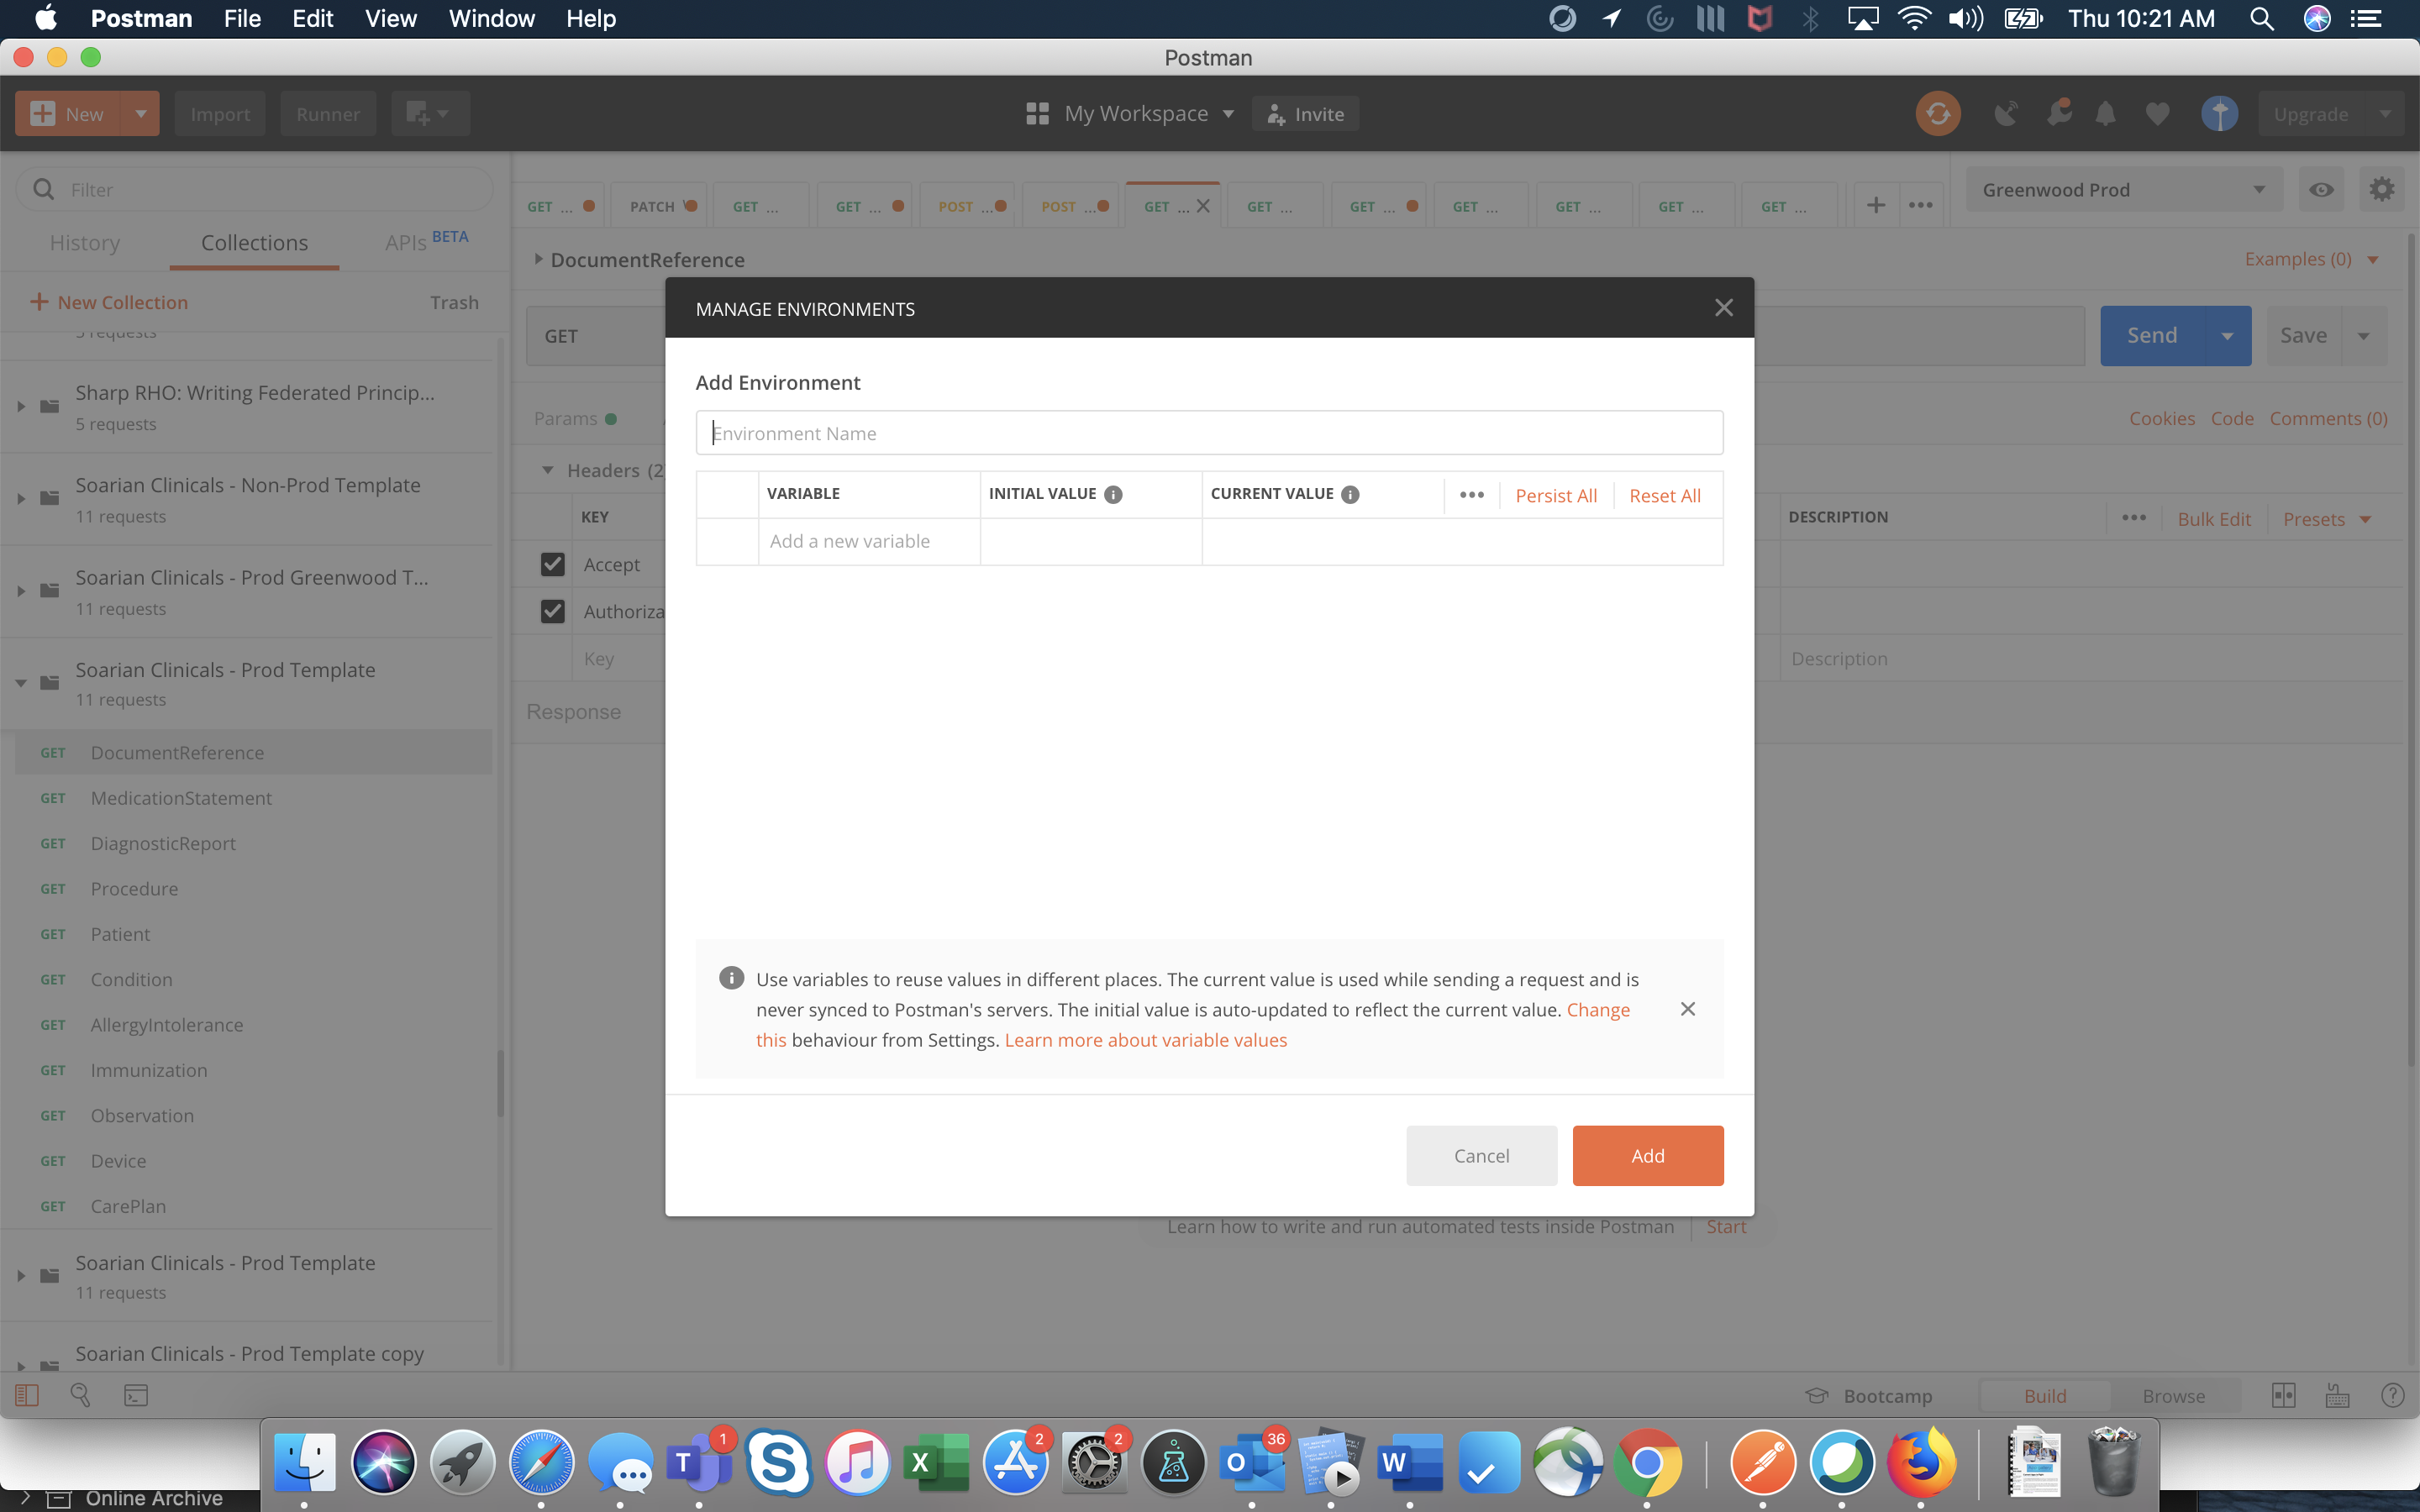 Postman File Edit View Window Help Thu 10:21 AM
Postman
New Import Runner My Workspace Invite Upgrade
Filter
GET ... PATCH GET ... GET ... POST ... POST ... GET ... GET ... GET ... GET ... GET ... GET ... GET ... Greenwood Prod
History Collections APIs BETA
DocumentReference Examples (0)
New Collection Trash
5 requests
MANAGE ENVIRONMENTS
GET Send Save
Sharp RHO: Writing Federated Princip...
5 requests
Add Environment
Environment Name
Params Cookies Code Comments (0)
Headers (2)
VARIABLE INITIAL VALUE CURRENT VALUE Persist All Reset All
Add a new variable
KEY DESCRIPTION Bulk Edit Presets
Accept
Authoriza
Key Description
Response
Soarian Clinicals - Non-Prod Template
11 requests
Soarian Clinicals - Prod Greenwood T...
11 requests
Soarian Clinicals - Prod Template
11 requests
GET DocumentReference
GET MedicationStatement
GET DiagnosticReport
GET Procedure
GET Patient
GET Condition
GET AllergyIntolerance
GET Immunization
GET Observation
GET Device
GET CarePlan
Use variables to reuse values in different places. The current value is used while sending a request and is
never synced to Postman's servers. The initial value is auto-updated to reflect the current value. Change
this behaviour from Settings. Learn more about variable values
Cancel Add
Learn how to write and run automated tests inside Postman Start
Soarian Clinicals - Prod Template
11 requests
Soarian Clinicals - Prod Template copy
Bootcamp Build Browse
1 2 2 36
T S X O W
Online Archive